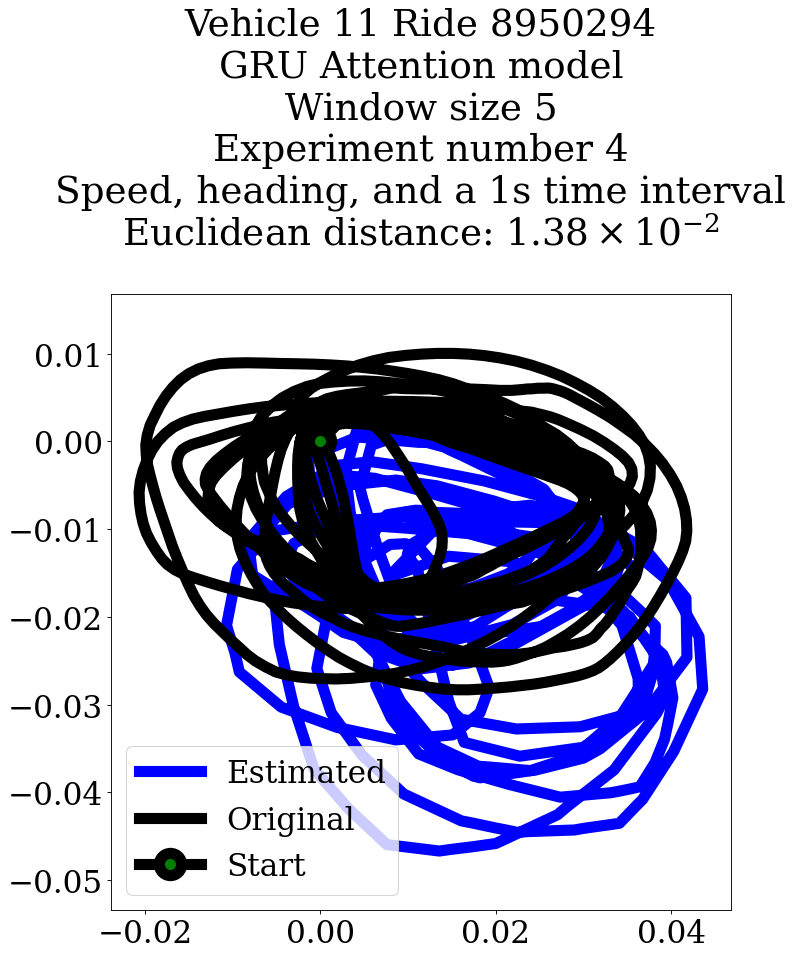 Vehicle 11 Ride 8950294
GRU Attention model
Window size 5
Experiment number 4
Speed, heading, and a 1s time interval
Euclidean distance: 1.38 × 10⁻²
0.01
0.00
−0.01
−0.02
−0.03
−0.04
−0.05
Estimated
Original
Start
−0.02 0.00 0.02 0.04